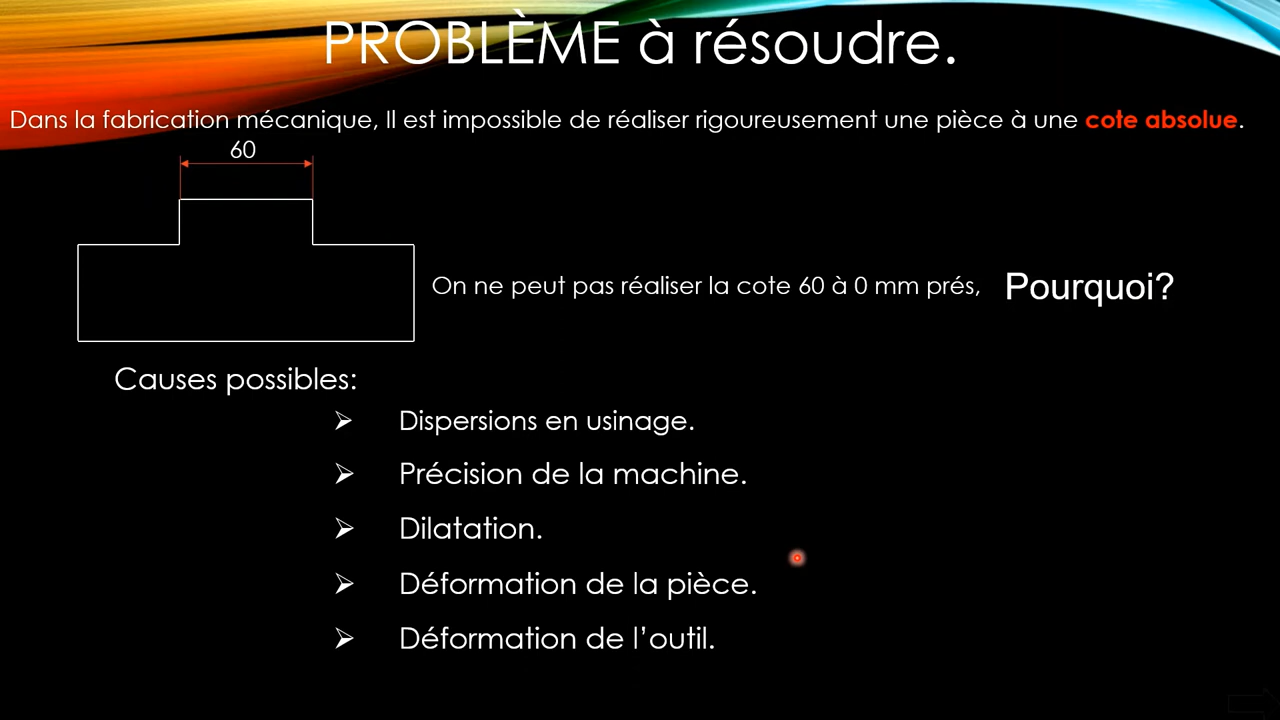 PROBLÈME à résoudre.
Dans la fabrication mécanique, Il est impossible de réaliser rigoureusement une pièce à une cote absolue.
60
On ne peut pas réaliser la cote 60 à 0 mm prés, Pourquoi?
Causes possibles:
➢ Dispersions en usinage.
➢ Précision de la machine.
➢ Dilatation.
➢ Déformation de la pièce.
➢ Déformation de l’outil.